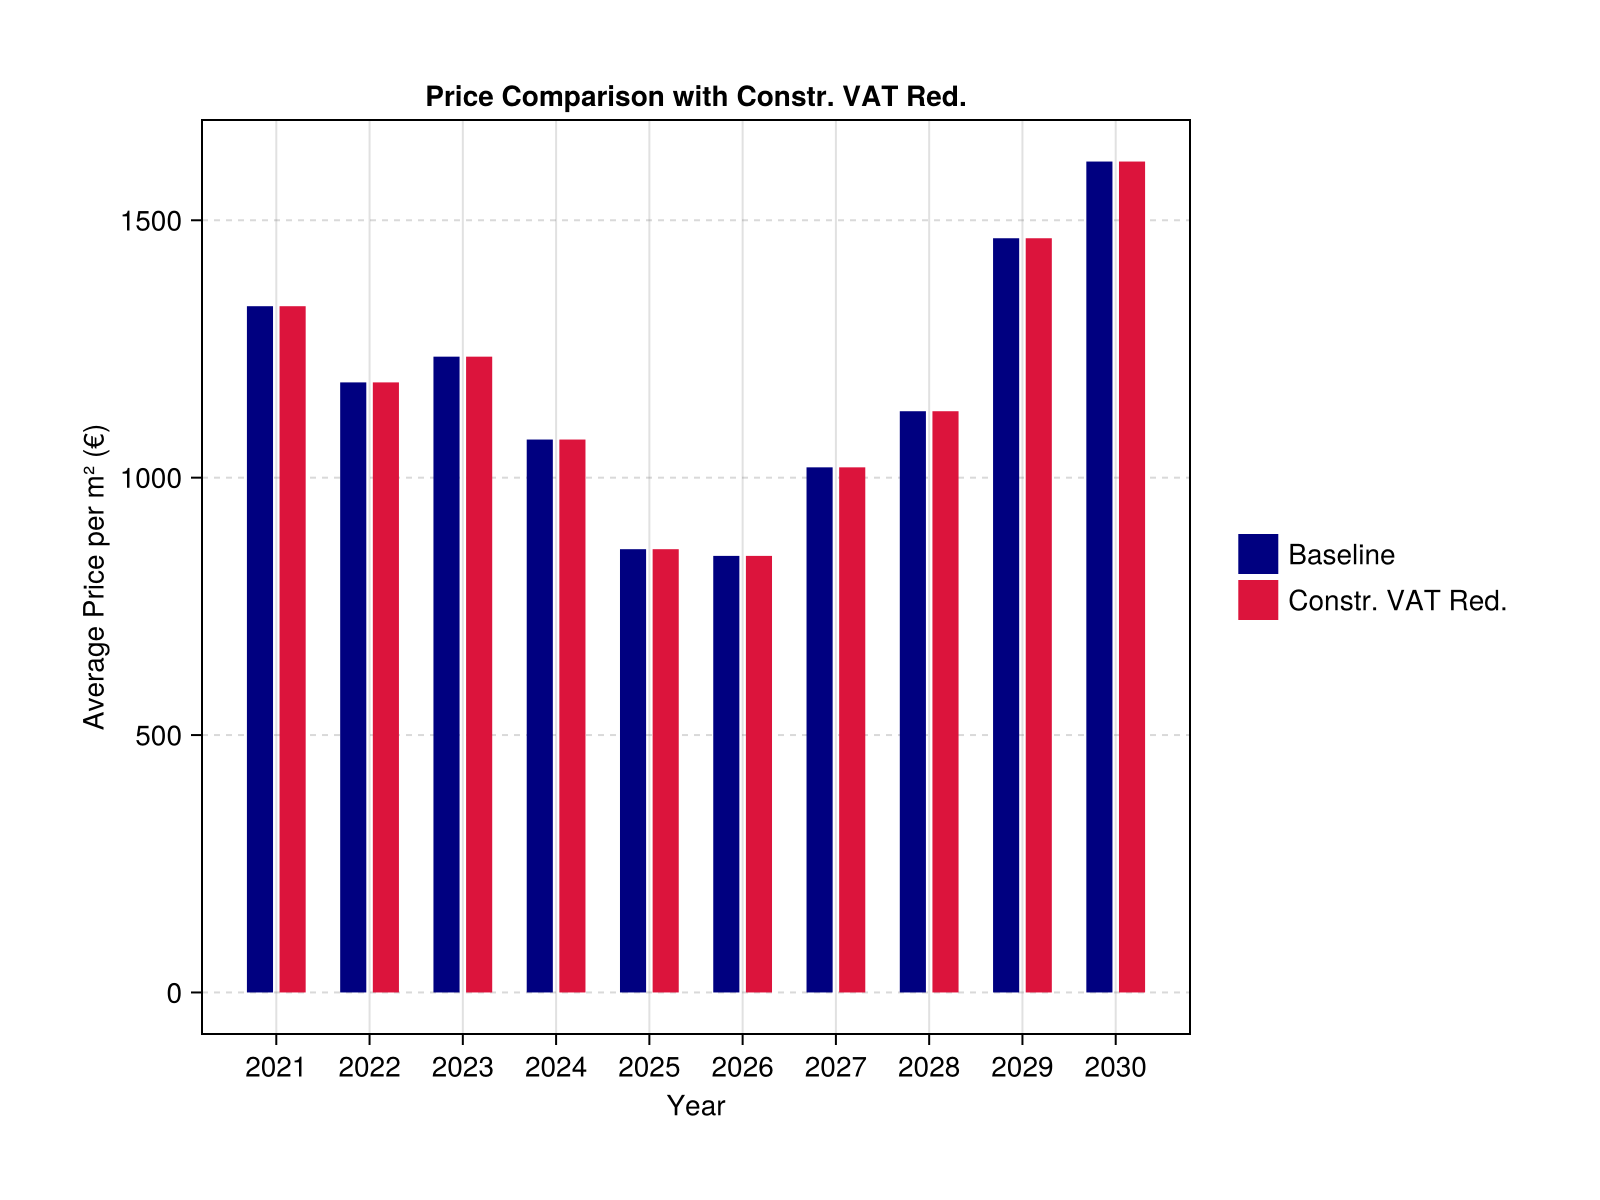 Price Comparison with Constr. VAT Red.
Average Price per m² (€)
1500
1000
500
0
2021 2022 2023 2024 2025 2026 2027 2028 2029 2030
Year
Baseline
Constr. VAT Red.